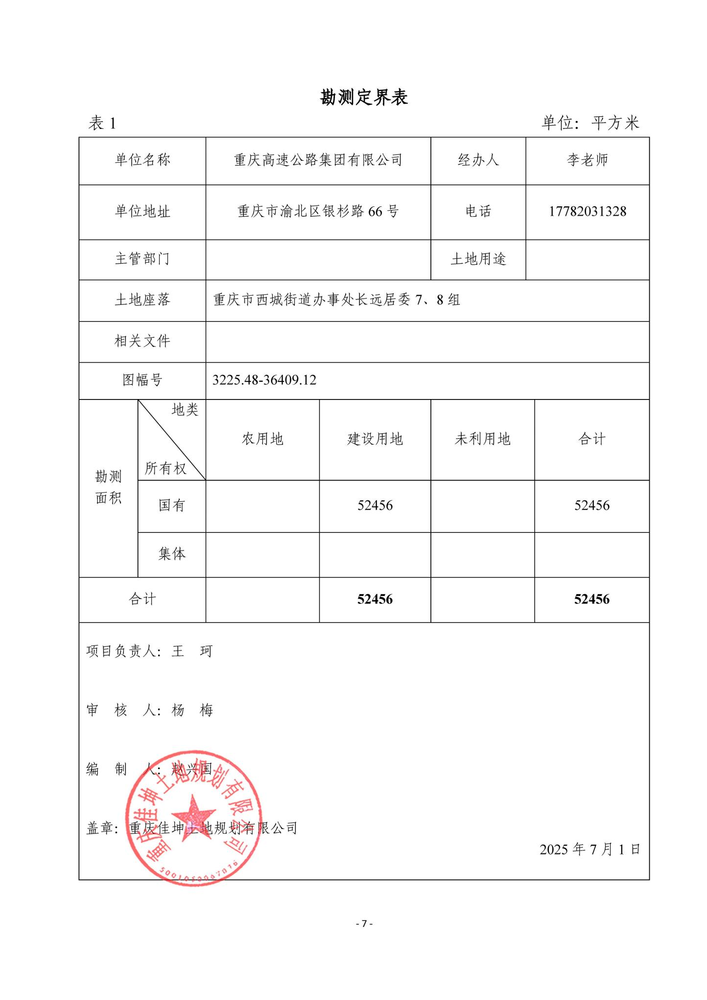 勘测定界表
表 1 单位：平方米
单位名称 重庆高速公路集团有限公司 经办人 李老师
单位地址 重庆市渝北区银杉路 66 号 电话 17782031328
主管部门 土地用途
土地座落 重庆市西城街道办事处长远居委 7、8 组
相关文件
图幅号 3225.48-36409.12
地类
农用地 建设用地 未利用地 合计
所有权
勘测
面积
国有 52456 52456
集体
合计 52456 52456
项目负责人：王 珂
审 核 人：杨 梅
编 制 人：赵兴国
盖章：重庆佳坤土地规划有限公司
2025 年 7 月 1 日
重庆佳坤土地规划有限公司
5001050067076
- 7 -